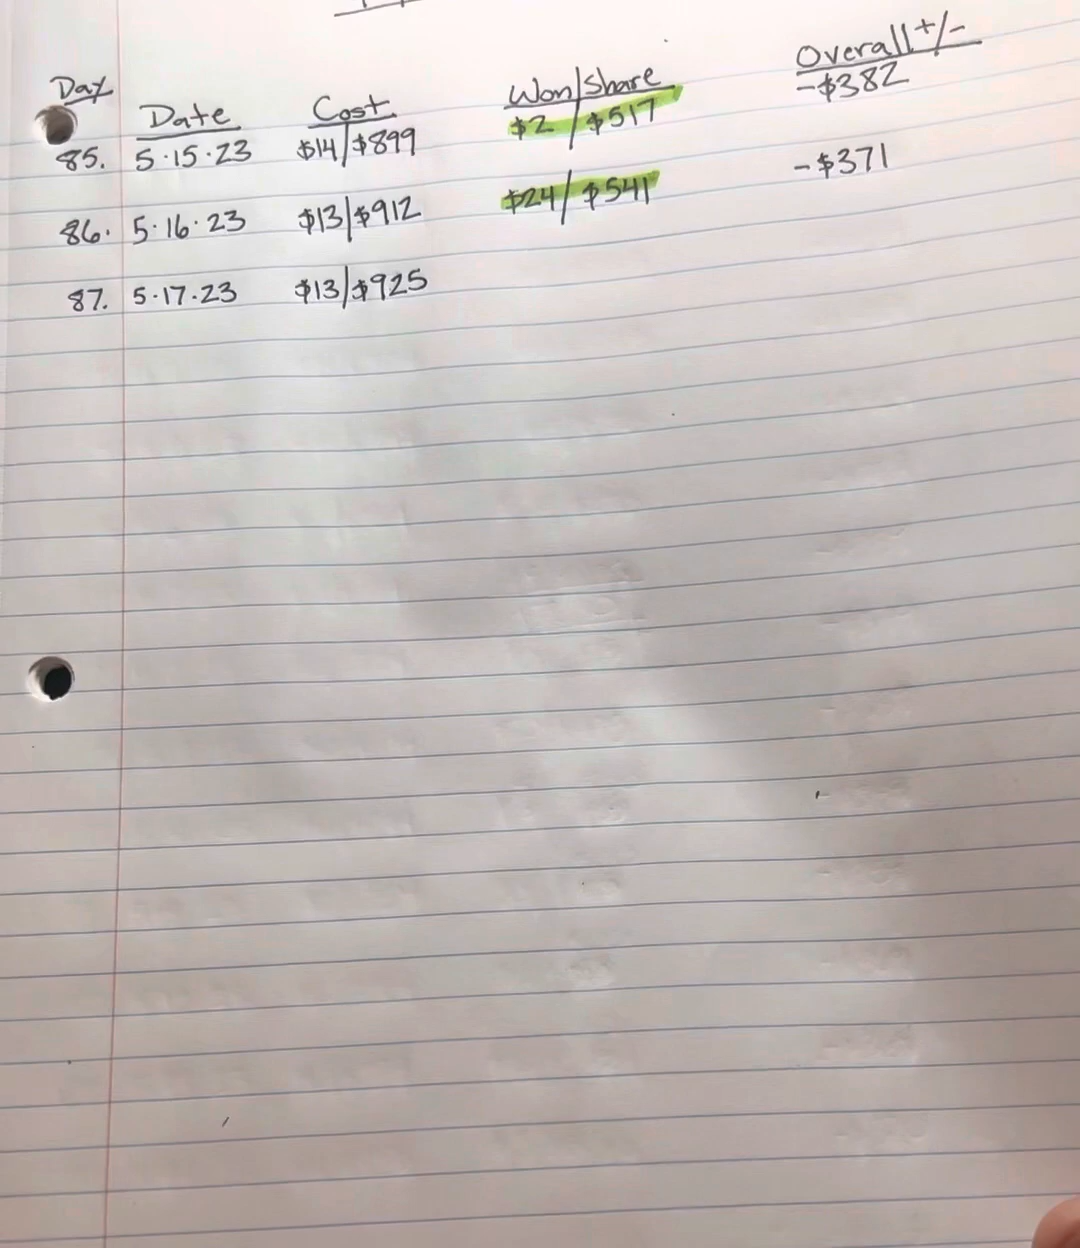 Day Date Cost Won/Share Overall +/-
85. 5·15·23 $14/$899 $2/$517 -$382
86. 5·16·23 $13/$912 $24/$541 -$371
87. 5·17·23 $13/$925